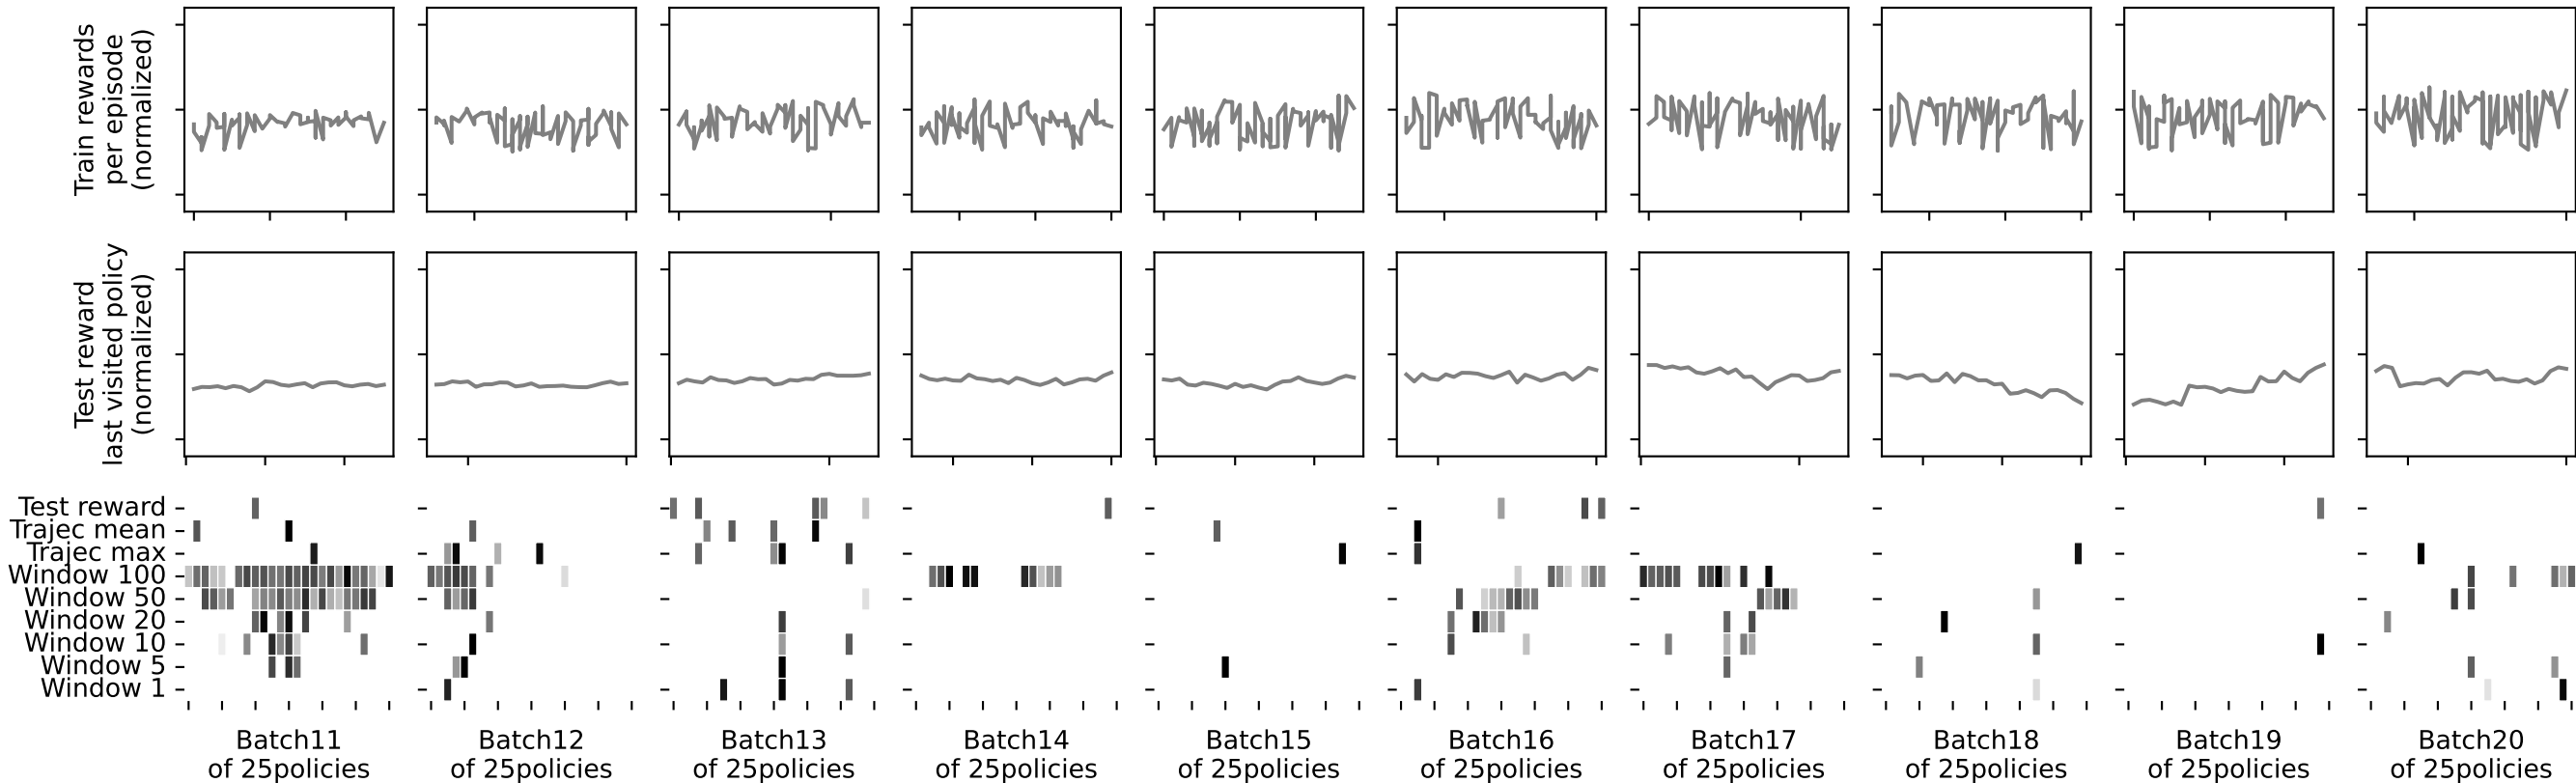 Train rewards
per episode
(normalized)
Test reward
last visited policy
(normalized)
Test reward
Trajec mean
Trajec max
Window 100
Window 50
Window 20
Window 10
Window 5
Window 1
Batch11
of 25policies
Batch12
of 25policies
Batch13
of 25policies
Batch14
of 25policies
Batch15
of 25policies
Batch16
of 25policies
Batch17
of 25policies
Batch18
of 25policies
Batch19
of 25policies
Batch20
of 25policies